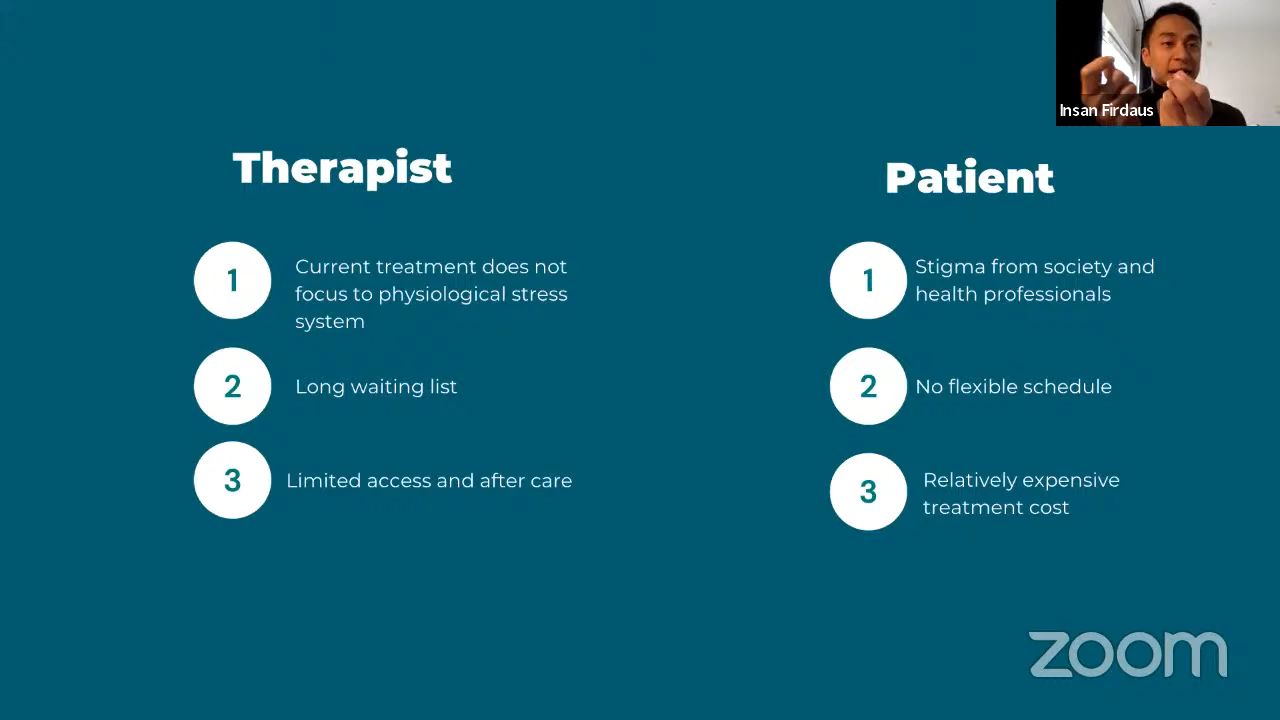 Insan Firdaus
Therapist
1
Current treatment does not
focus to physiological stress
system
2
Long waiting list
3
Limited access and after care
Patient
1
Stigma from society and
health professionals
2
No flexible schedule
3
Relatively expensive
treatment cost
zoom